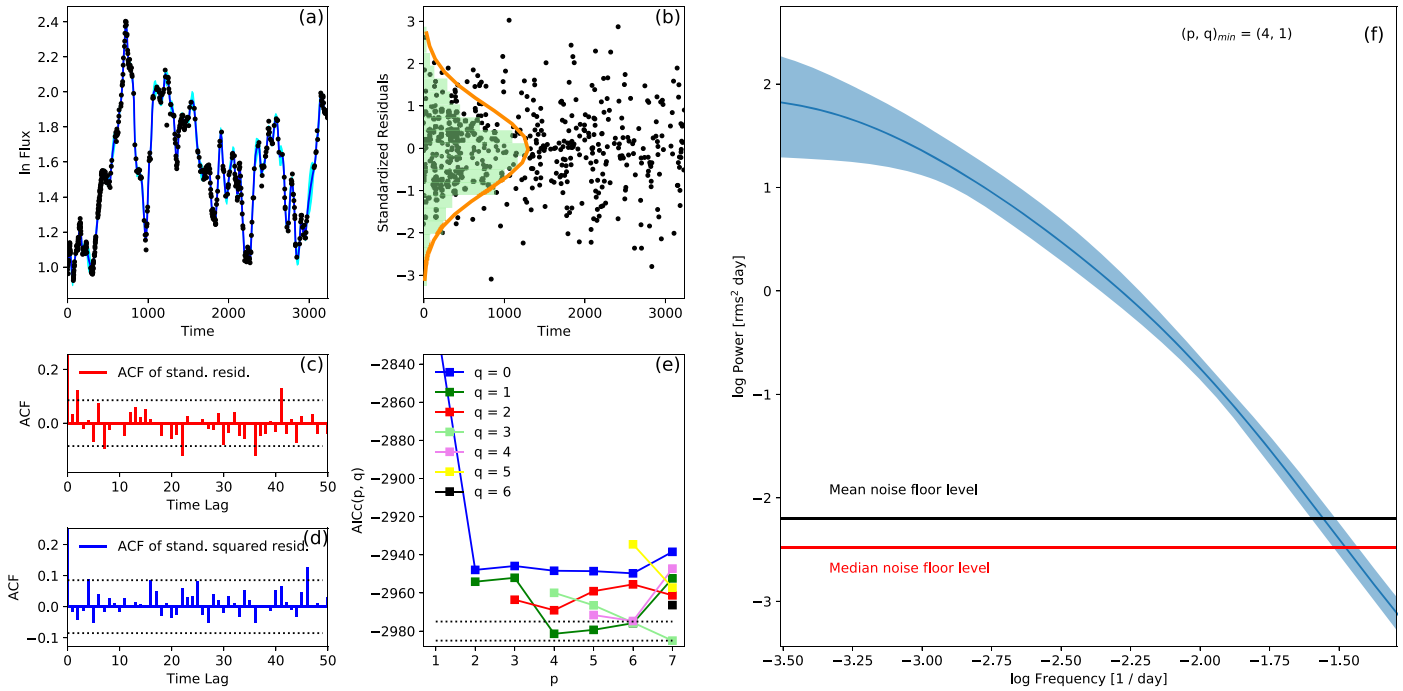 (a)
2.4
2.2
2.0
1.8
1.6
1.4
1.2
1.0
ln Flux
0
1000
2000
3000
Time
(b)
3
2
1
0
−1
−2
−3
Standardized Residuals
0
1000
2000
3000
Time
(c)
ACF of stand. resid.
0.2
0.0
ACF
0
10
20
30
40
50
Time Lag
(d)
ACF of stand. squared resid.
0.2
0.1
0.0
−0.1
ACF
0
10
20
30
40
50
Time Lag
(e)
−2840
−2860
−2880
−2900
−2920
−2940
−2960
−2980
AICc(p, q)
q = 0
q = 1
q = 2
q = 3
q = 4
q = 5
q = 6
1
2
3
4
5
6
7
p
(f)
(p, q)min = (4, 1)
2
1
0
−1
−2
−3
log Power [rms² day]
Mean noise floor level
Median noise floor level
−3.50
−3.25
−3.00
−2.75
−2.50
−2.25
−2.00
−1.75
−1.50
log Frequency [1 / day]